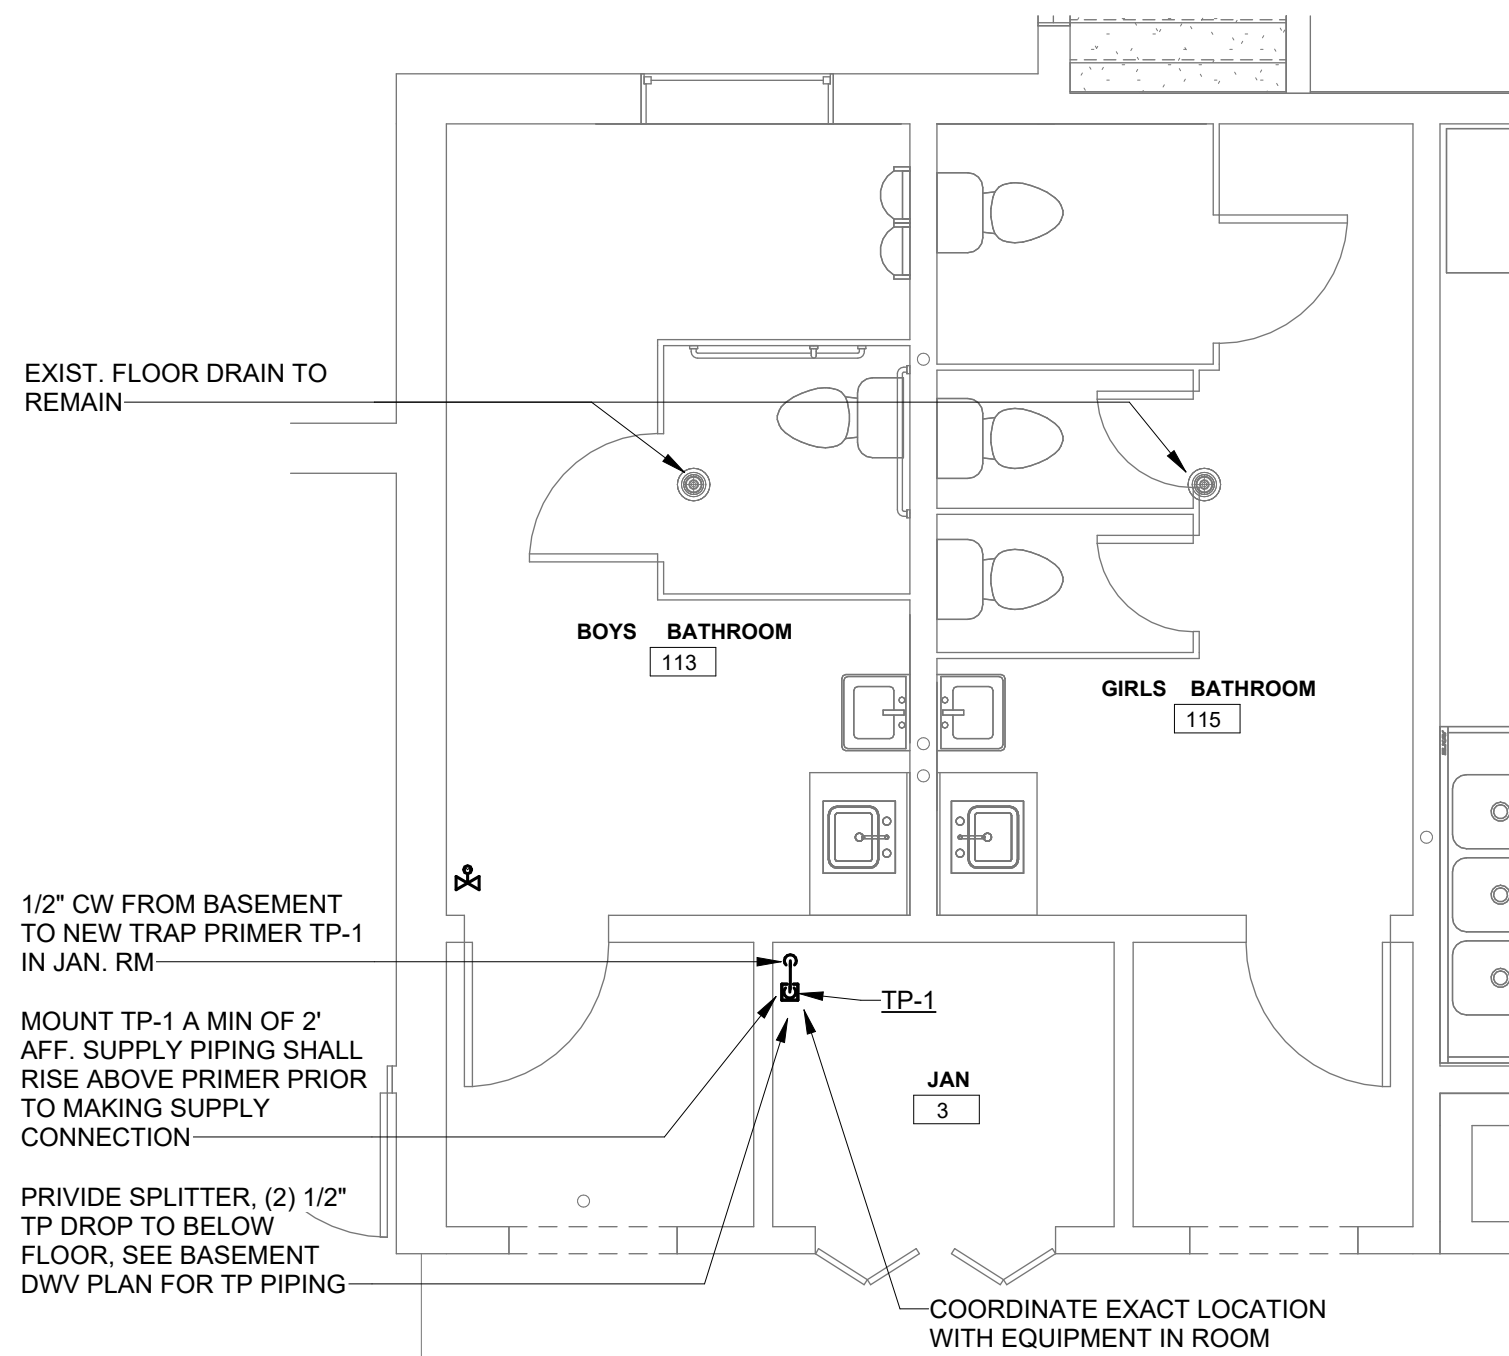 EXIST. FLOOR DRAIN TO
REMAIN
BOYS BATHROOM
113
GIRLS BATHROOM
115
1/2" CW FROM BASEMENT
TO NEW TRAP PRIMER TP-1
IN JAN. RM
TP-1
MOUNT TP-1 A MIN OF 2'
AFF. SUPPLY PIPING SHALL
RISE ABOVE PRIMER PRIOR
TO MAKING SUPPLY
CONNECTION
JAN
3
PRIVIDE SPLITTER, (2) 1/2"
TP DROP TO BELOW
FLOOR, SEE BASEMENT
DWV PLAN FOR TP PIPING
COORDINATE EXACT LOCATION
WITH EQUIPMENT IN ROOM